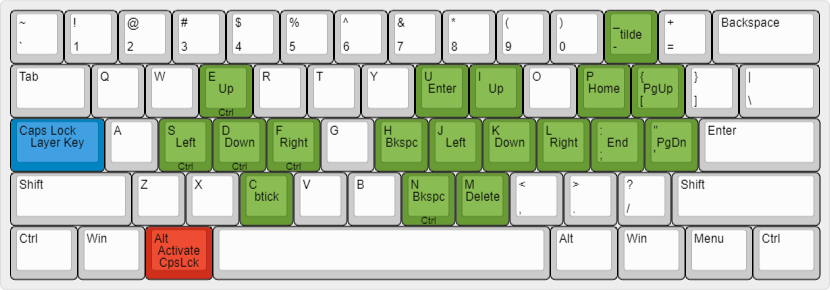 ~ ! @ # $ % ^ & * ( ) _ + Backspace
tilde
` 1 2 3 4 5 6 7 8 9 0 - =
Tab Q W E R T Y U I O P { } |
Up Enter Up Home PgUp
[ ] \
Ctrl
Caps Lock A S D F G H J K L : " Enter
Layer Key Left Down Right Bkspc Left Down Right End PgDn
; '
Ctrl Ctrl Ctrl
Shift Z X C V B N M < > ? Shift
btick Bkspc Delete
, . /
Ctrl
Ctrl Win Alt Alt Win Menu Ctrl
Activate
CpsLck